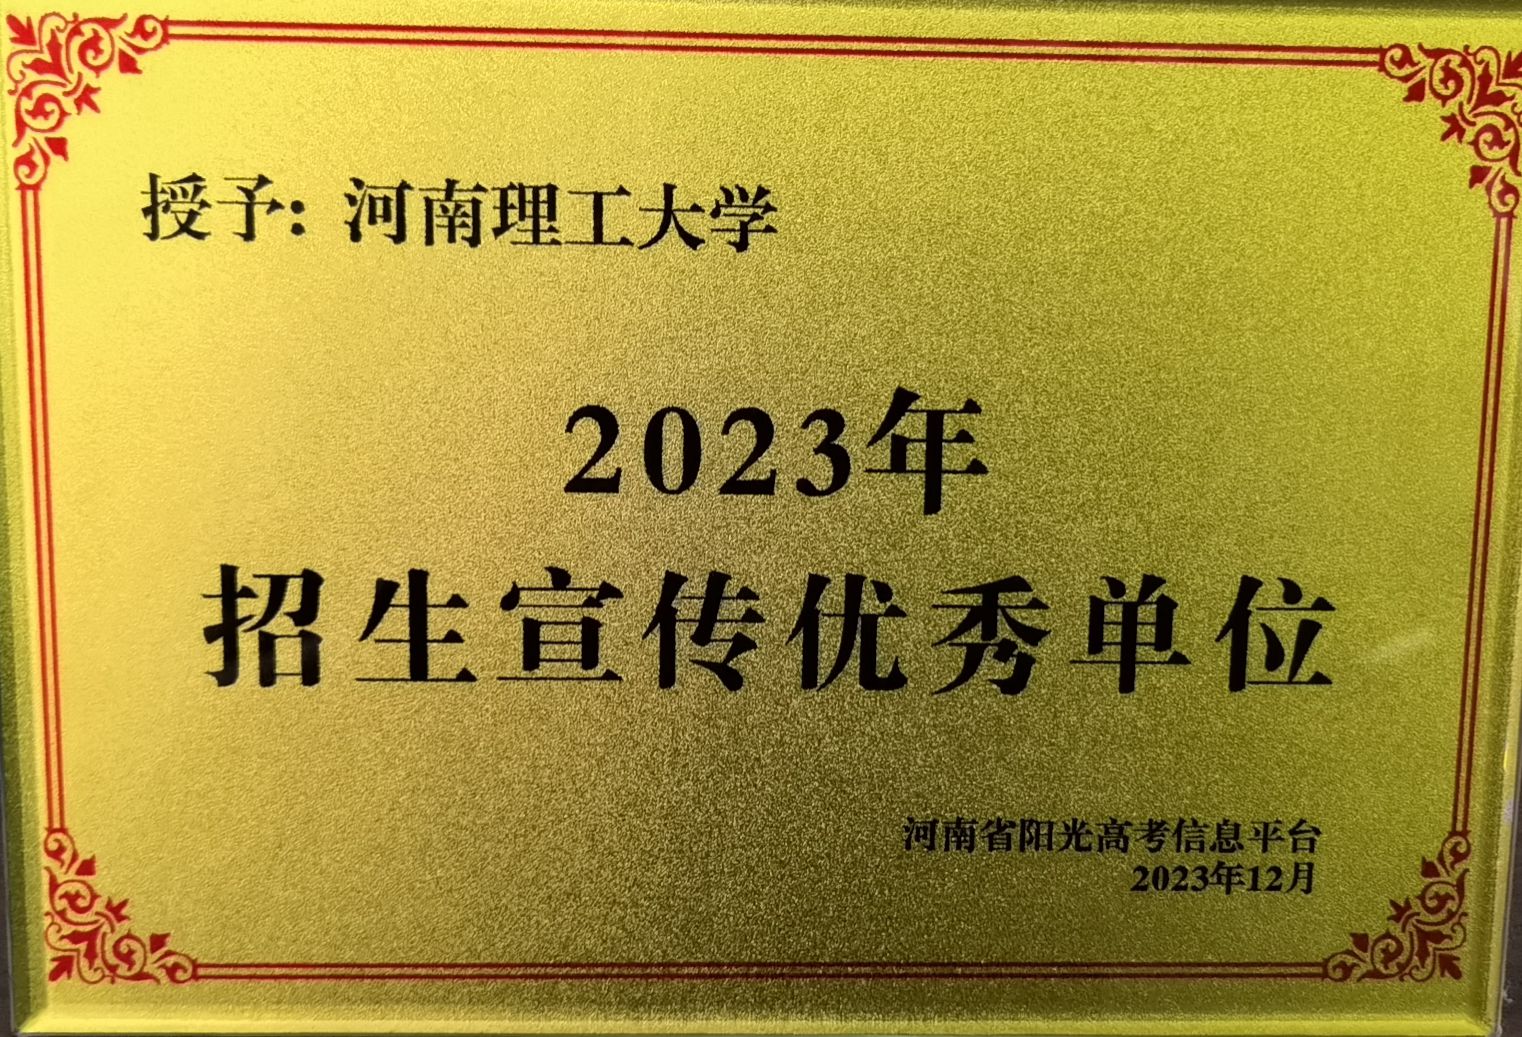 授予：河南理工大学
2023年
招生宣传优秀单位
河南省阳光高考信息平台
2023年12月